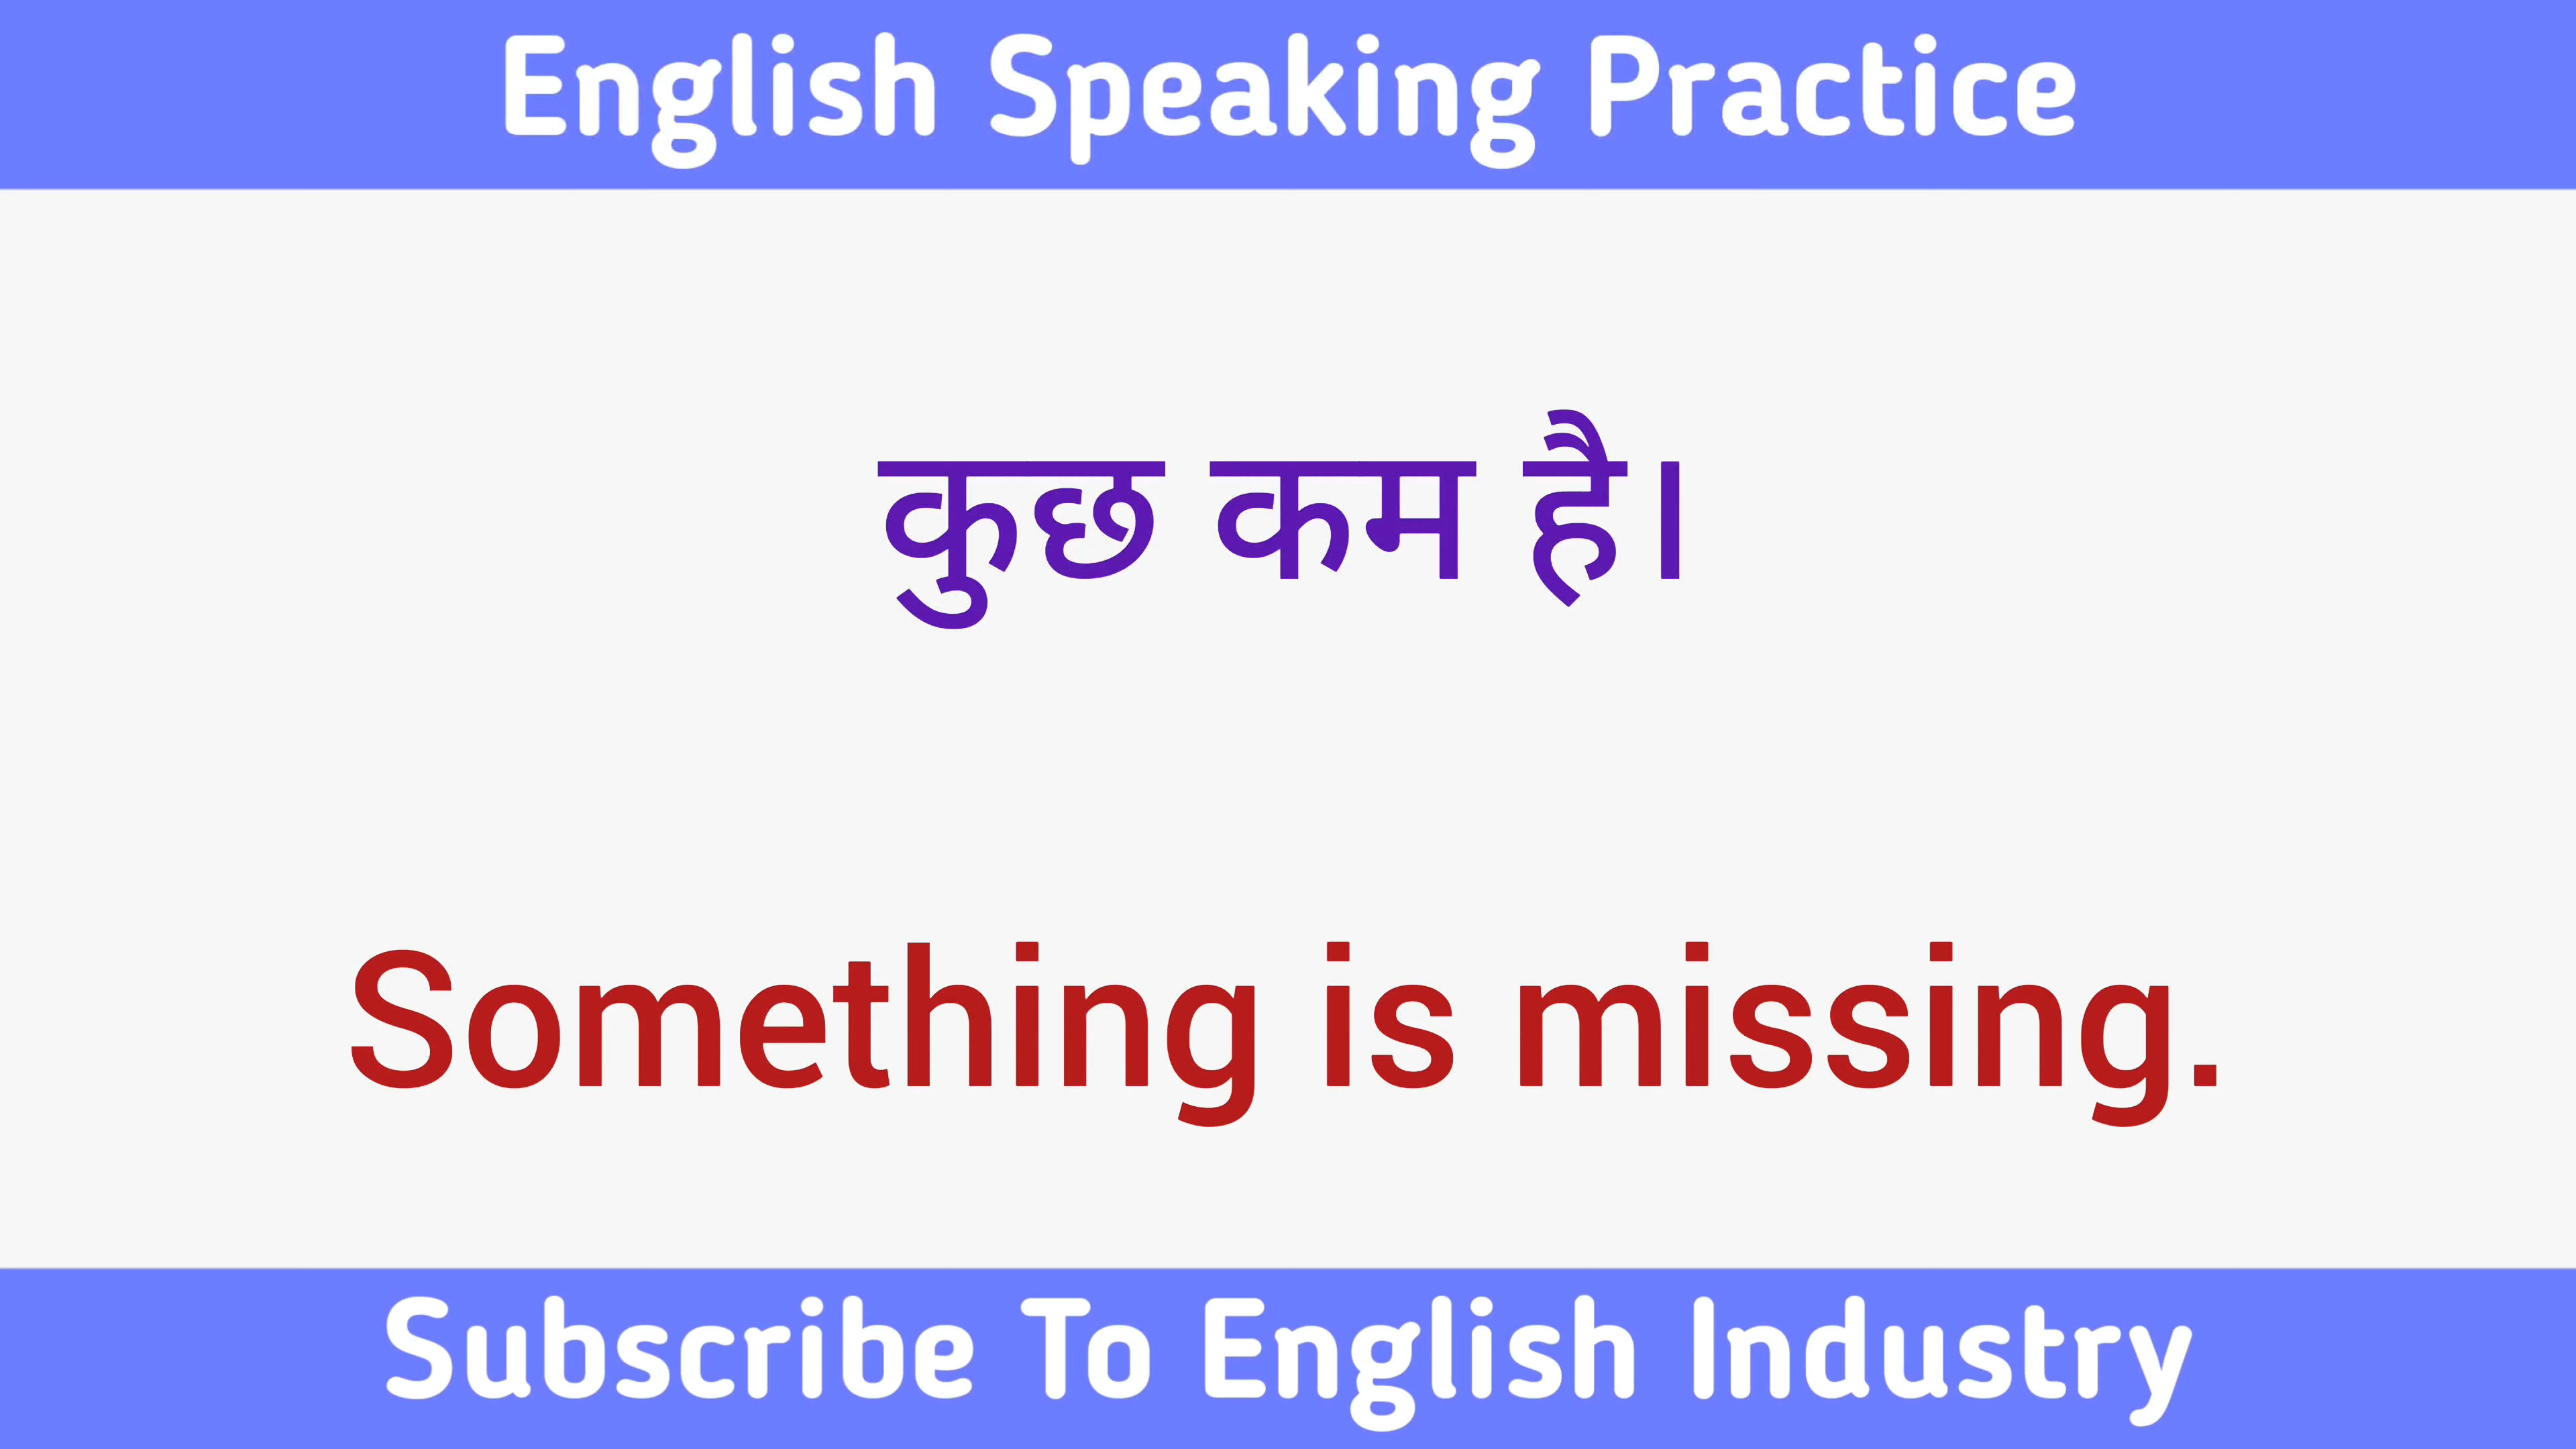 English Speaking Practice
कुछ कम है।
Something is missing.
Subscribe To English Industry